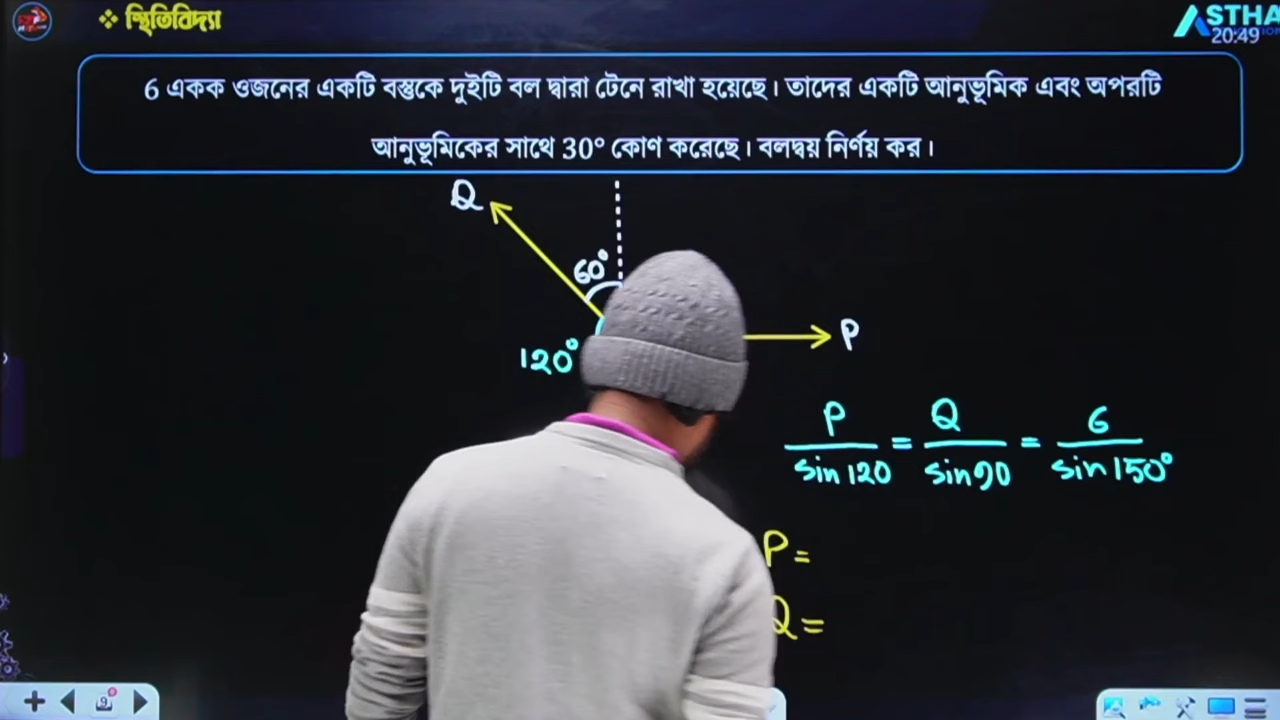 ❖ স্থিতিবিদ্যা
ASTHA
20:49
6 একক ওজনের একটি বস্তুকে দুইটি বল দ্বারা টেনে রাখা হয়েছে। তাদের একটি আনুভূমিক এবং অপরটি
আনুভূমিকের সাথে 30° কোণ করেছে। বলদ্বয় নির্ণয় কর।
Q
60°
120°
P
P/sin 120 = Q/sin 90 = 6/sin 150°
P =
Q =
9